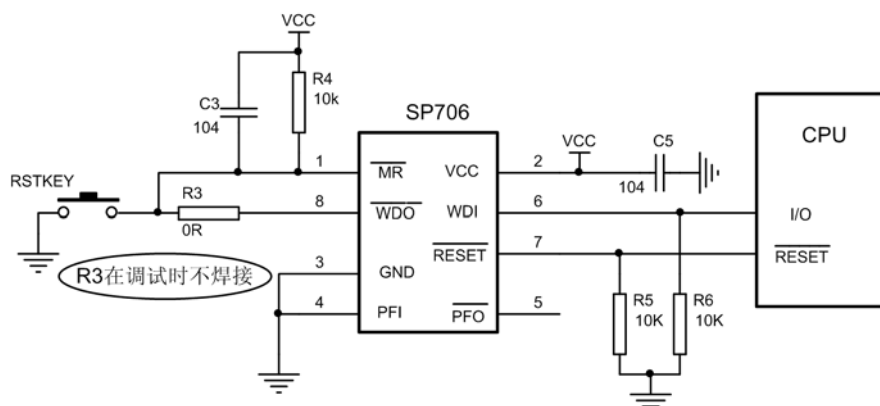 VCC
R4
10k
C3
104
SP706
CPU
1
MR
VCC
2
VCC
C5
104
RSTKEY
R3
0R
8
WDO
WDI
6
I/O
RESET
7
RESET
R3在调试时不焊接
3
GND
4
PFI
PFO
5
R5
10K
R6
10K